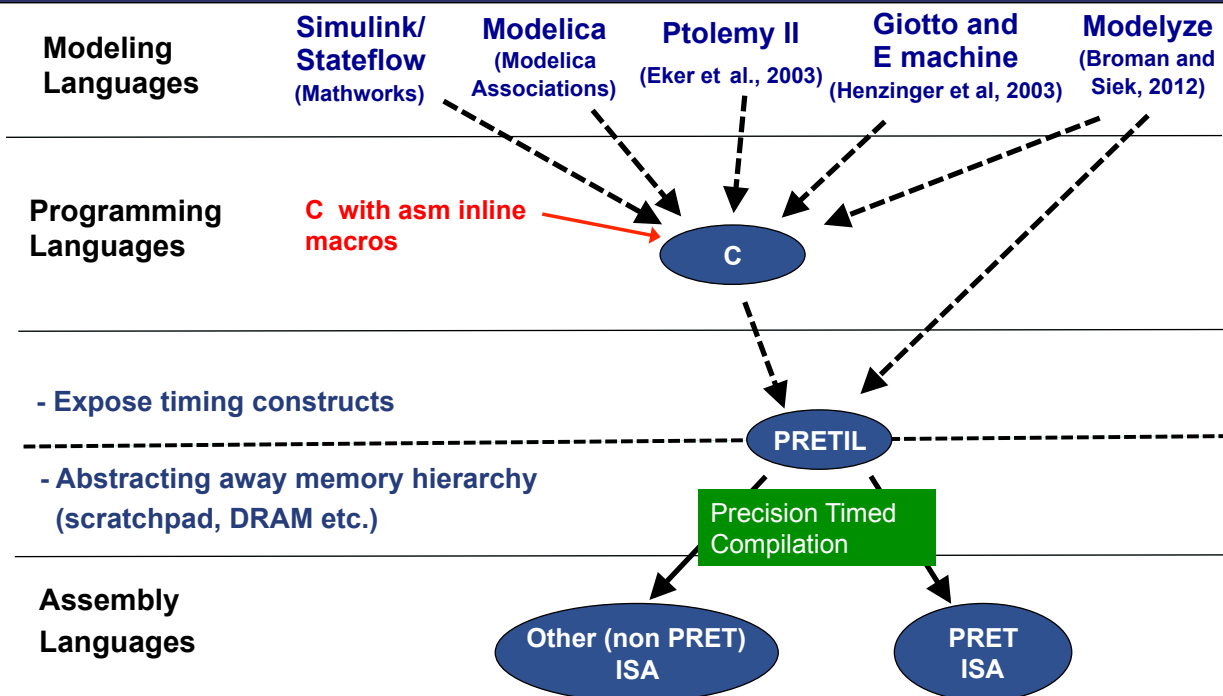 Modeling
Languages
Simulink/
Stateflow
(Mathworks)
Modelica
(Modelica
Associations)
Ptolemy II
(Eker et al., 2003)
Giotto and
E machine
(Henzinger et al, 2003)
Modelyze
(Broman and
Siek, 2012)
Programming
Languages
C with asm inline
macros
C
- Expose timing constructs
PRETIL
- Abstracting away memory hierarchy
(scratchpad, DRAM etc.)
Precision Timed
Compilation
Assembly
Languages
Other (non PRET)
ISA
PRET
ISA